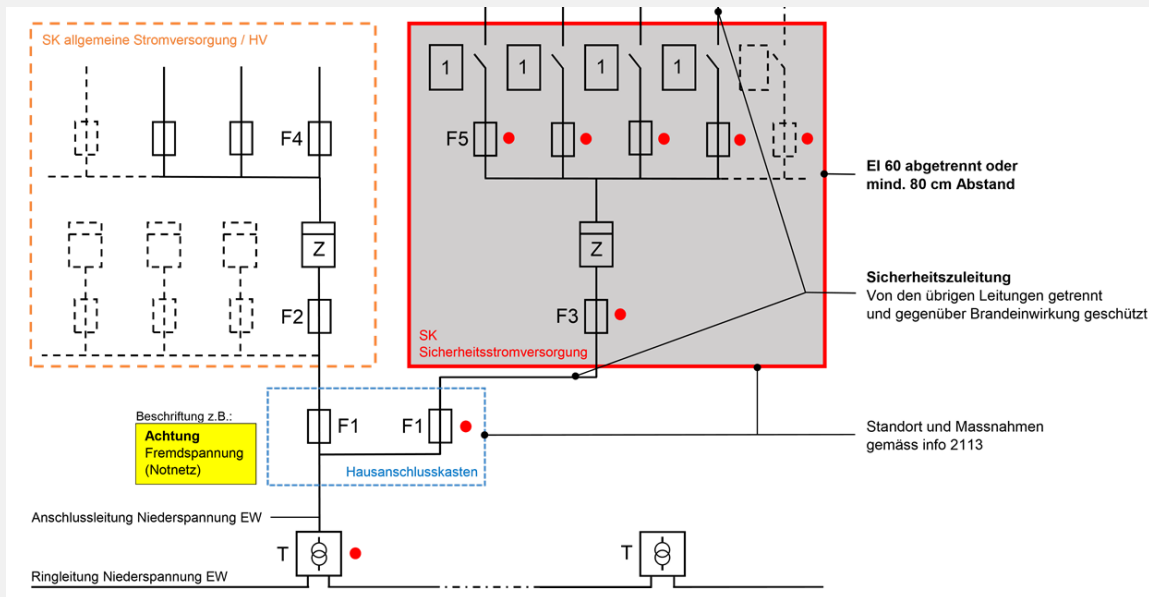 SK allgemeine Stromversorgung / HV
1
1
1
1
F4
F5
EI 60 abgetrennt oder
mind. 80 cm Abstand
Z
Z
Sicherheitszuleitung
Von den übrigen Leitungen getrennt
und gegenüber Brandeinwirkung geschützt
F2
F3
SK
Sicherheitsstromversorgung
Beschriftung z.B.:
Achtung
Fremdspannung
(Notnetz)
F1
F1
Hausanschlusskasten
Standort und Massnahmen
gemäss info 2113
Anschlussleitung Niederspannung EW
T
T
Ringleitung Niederspannung EW